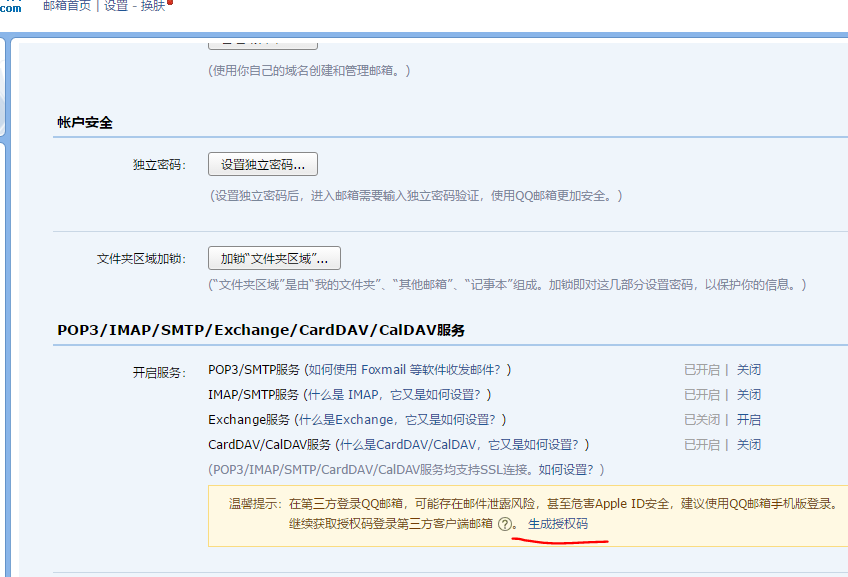 com 邮箱首页 | 设置 - 换肤
(使用你自己的域名创建和管理邮箱。)
帐户安全
独立密码: 设置独立密码...
(设置独立密码后，进入邮箱需要输入独立密码验证，使用QQ邮箱更加安全。)
文件夹区域加锁: 加锁“文件夹区域”...
(“文件夹区域”是由“我的文件夹”、“其他邮箱”、“记事本”组成。加锁即对这几部分设置密码，以保护你的信息。)
POP3/IMAP/SMTP/Exchange/CardDAV/CalDAV服务
开启服务: POP3/SMTP服务 (如何使用 Foxmail 等软件收发邮件？) 已开启 | 关闭
IMAP/SMTP服务 (什么是 IMAP，它又是如何设置？) 已开启 | 关闭
Exchange服务 (什么是Exchange，它又是如何设置？) 已关闭 | 开启
CardDAV/CalDAV服务 (什么是CardDAV/CalDAV，它又是如何设置？) 已开启 | 关闭
(POP3/IMAP/SMTP/CardDAV/CalDAV服务均支持SSL连接。如何设置？)
温馨提示: 在第三方登录QQ邮箱，可能存在邮件泄露风险，甚至危害Apple ID安全，建议使用QQ邮箱手机版登录。
继续获取授权码登录第三方客户端邮箱 ?。 生成授权码